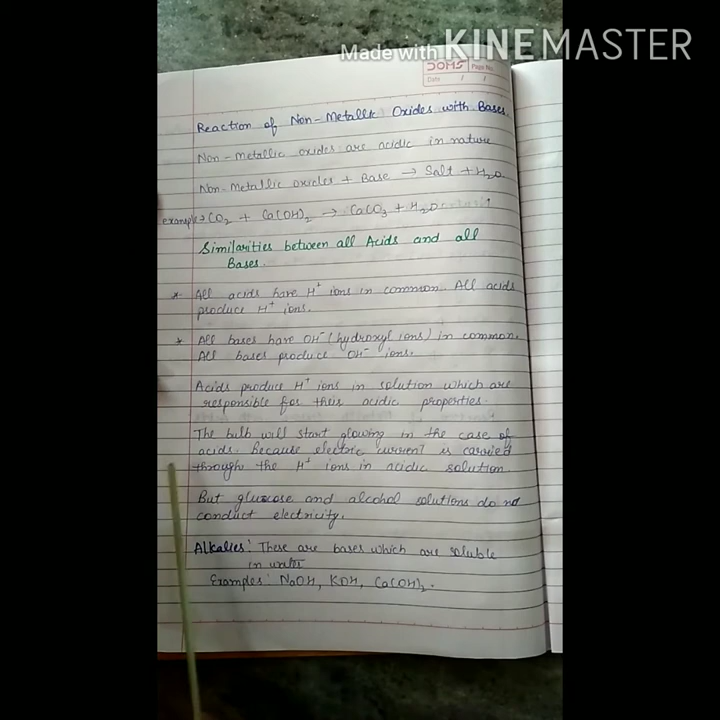 Made with KINEMASTER
DOMS Page No.
Date / /
Reaction of Non-Metallic Oxides with Bases.
Non-Metallic oxides are acidic in nature
Non-Metallic oxides + Base → Salt + H₂O.
example→ CO₂ + Ca(OH)₂ → CaCO₃ + H₂O
Similarities between all Acids and all
Bases.
* All acids have H⁺ ions in common. All acids
produce H⁺ ions.
* All bases have OH⁻ (hydroxyl ions) in common.
All bases produce OH⁻ ions.
Acids produce H⁺ ions in solution which are
responsible for their acidic properties.
The bulb will start glowing in the case of
acids. Because electric current is carried
through the H⁺ ions in acidic solution.
But glucose and alcohol solutions do not
conduct electricity.
Alkalies: These are bases which are soluble
in water
Examples: NaOH, KOH, Ca(OH)₂.